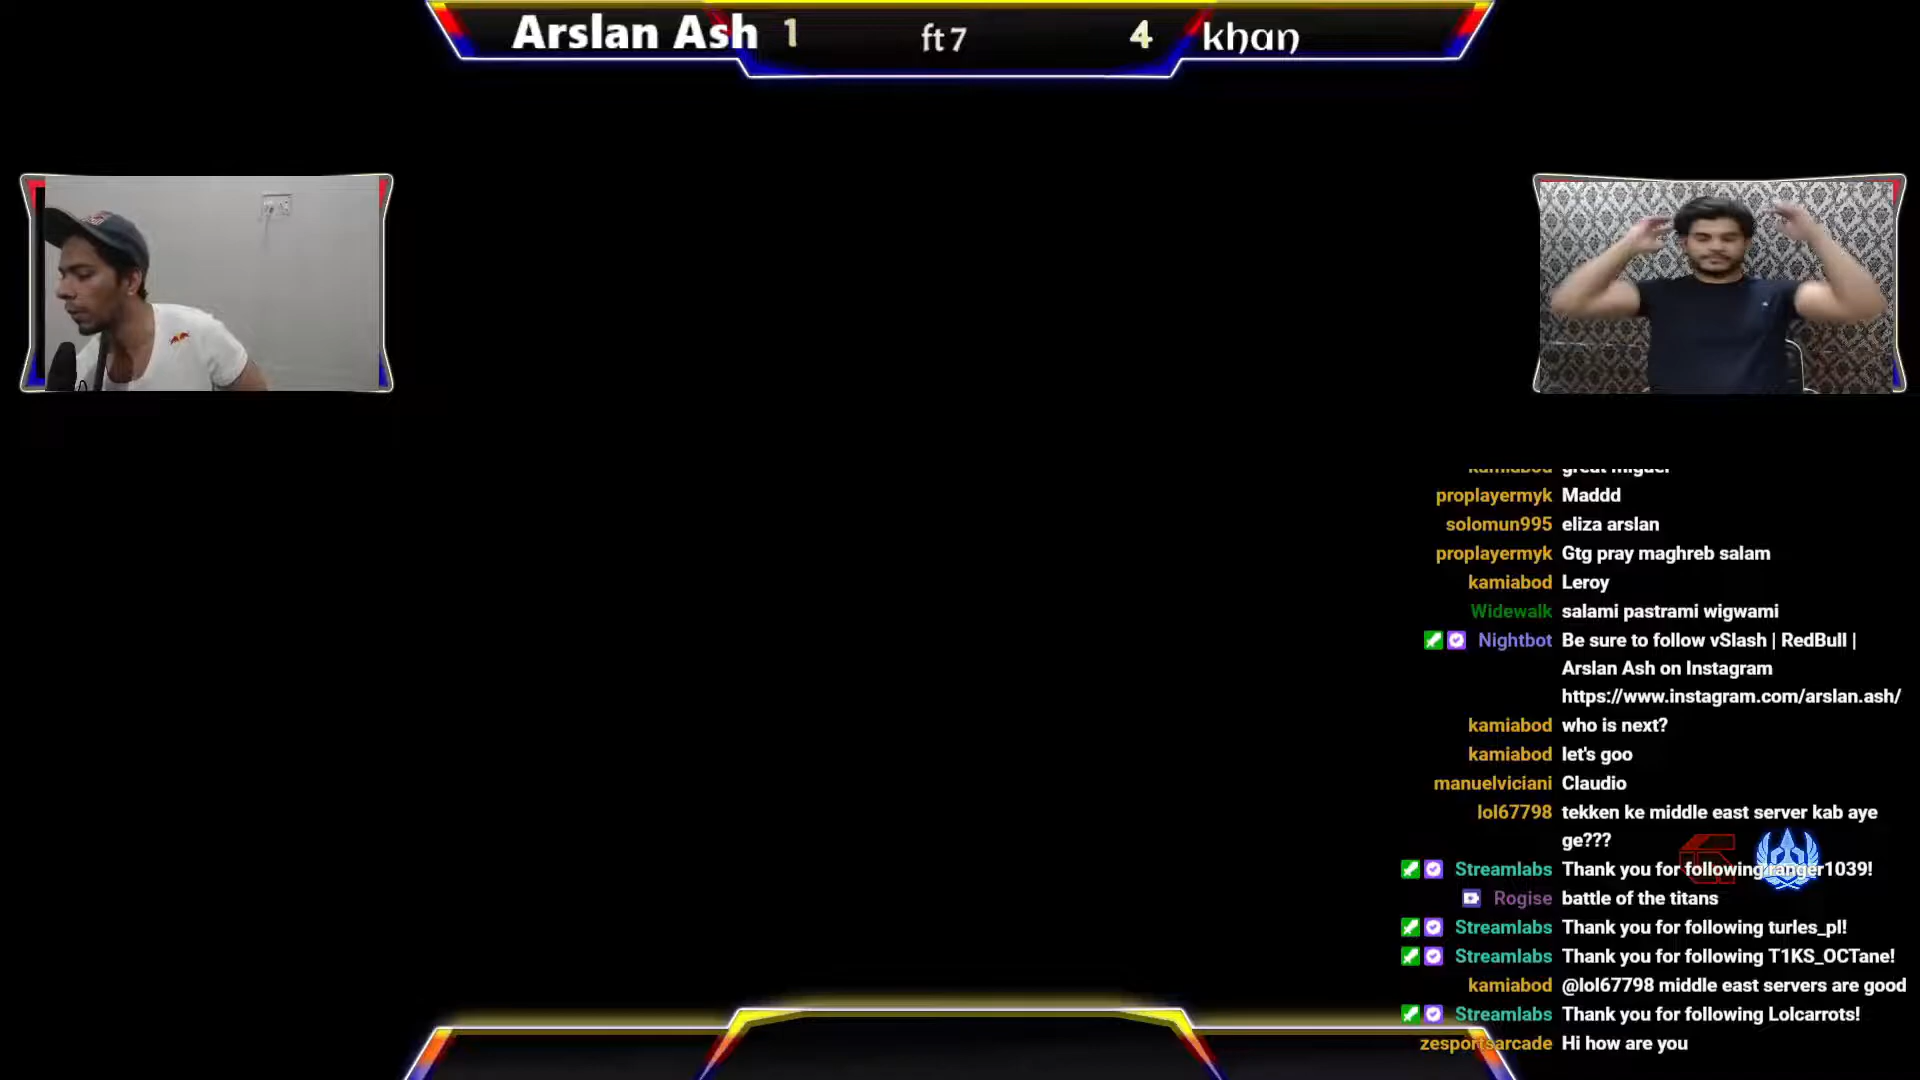 Arslan Ash 1 ft 7 4 khan
kamiabod great miguel
proplayermyk Maddd
solomun995 eliza arslan
proplayermyk Gtg pray maghreb salam
kamiabod Leroy
Widewalk salami pastrami wigwami
Nightbot Be sure to follow vSlash | RedBull |
Arslan Ash on Instagram
https://www.instagram.com/arslan.ash/
kamiabod who is next?
kamiabod let's goo
manuelviciani Claudio
lol67798 tekken ke middle east server kab aye
ge???
Streamlabs Thank you for following ranger1039!
Rogise battle of the titans
Streamlabs Thank you for following turles_pl!
Streamlabs Thank you for following T1KS_OCTane!
kamiabod @lol67798 middle east servers are good
Streamlabs Thank you for following Lolcarrots!
zesportsarcade Hi how are you